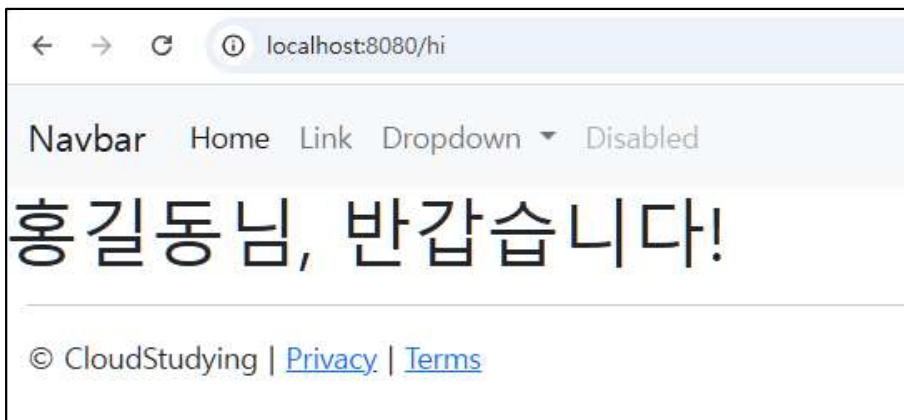 localhost:8080/hi
Navbar Home Link Dropdown Disabled
홍길동님, 반갑습니다!
© CloudStudying | Privacy | Terms